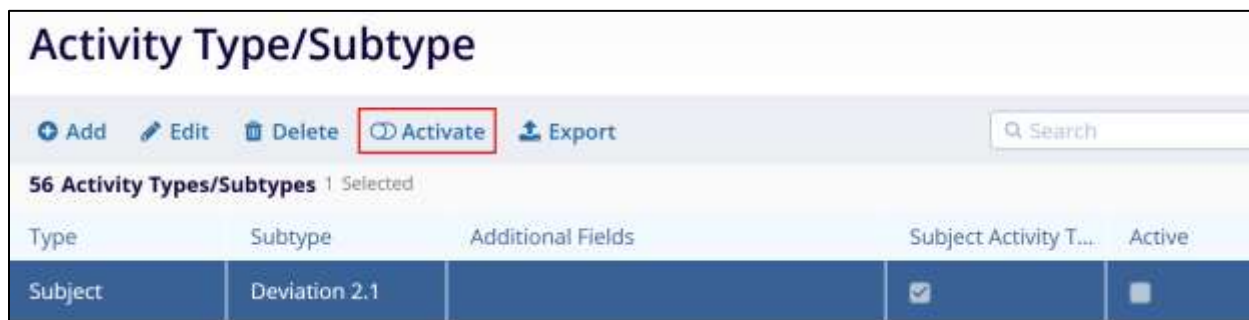 Activity Type/Subtype
Add Edit Delete Activate Export Search
56 Activity Types/Subtypes 1 Selected
Type Subtype Additional Fields Subject Activity T... Active
Subject Deviation 2.1